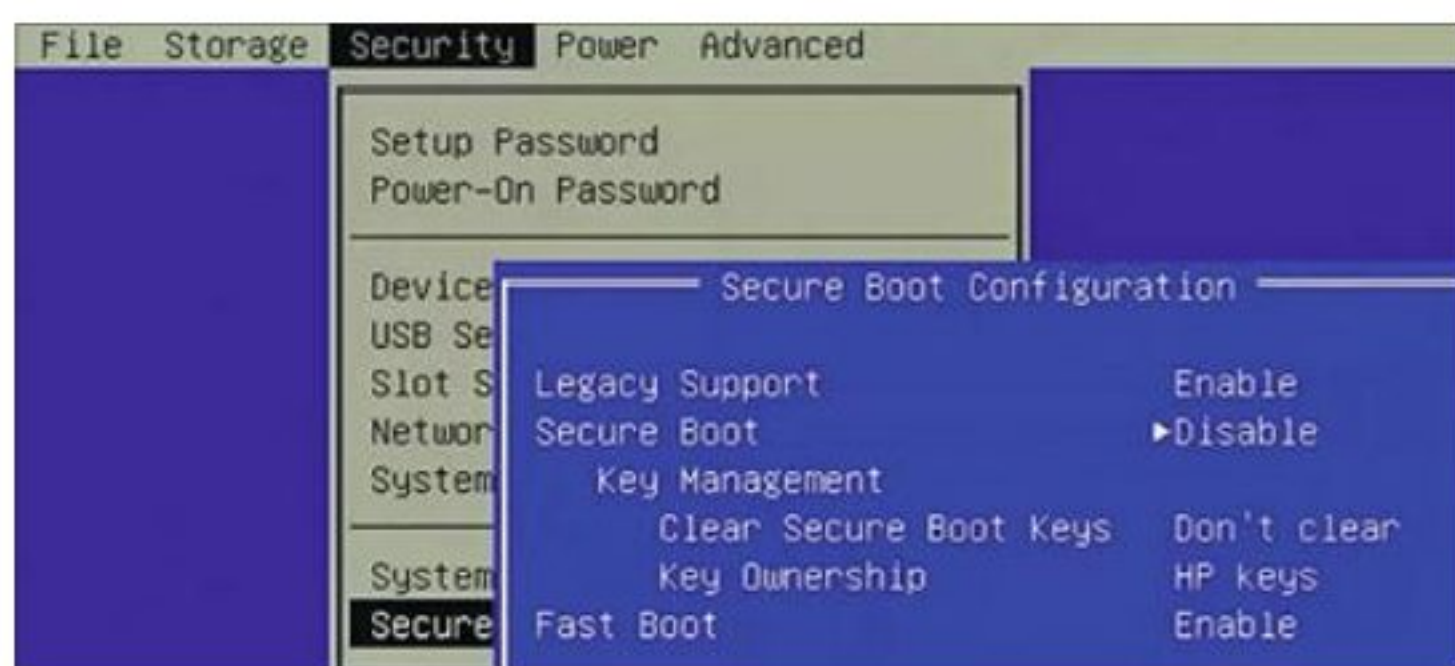 File Storage Security Power Advanced
Setup Password
Power-On Password
Device
USB Se
Slot S
Networ
System
System
Secure
Secure Boot Configuration
Legacy Support Enable
Secure Boot ►Disable
Key Management
Clear Secure Boot Keys Don't clear
Key Ownership HP keys
Fast Boot Enable